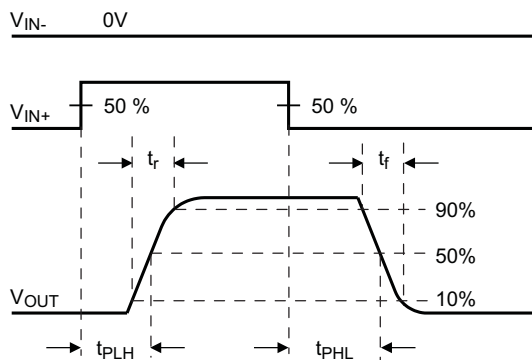 VIN- 0V
VIN+ 50 % 50 %
tr tf
90%
50%
VOUT 10%
tPLH tPHL